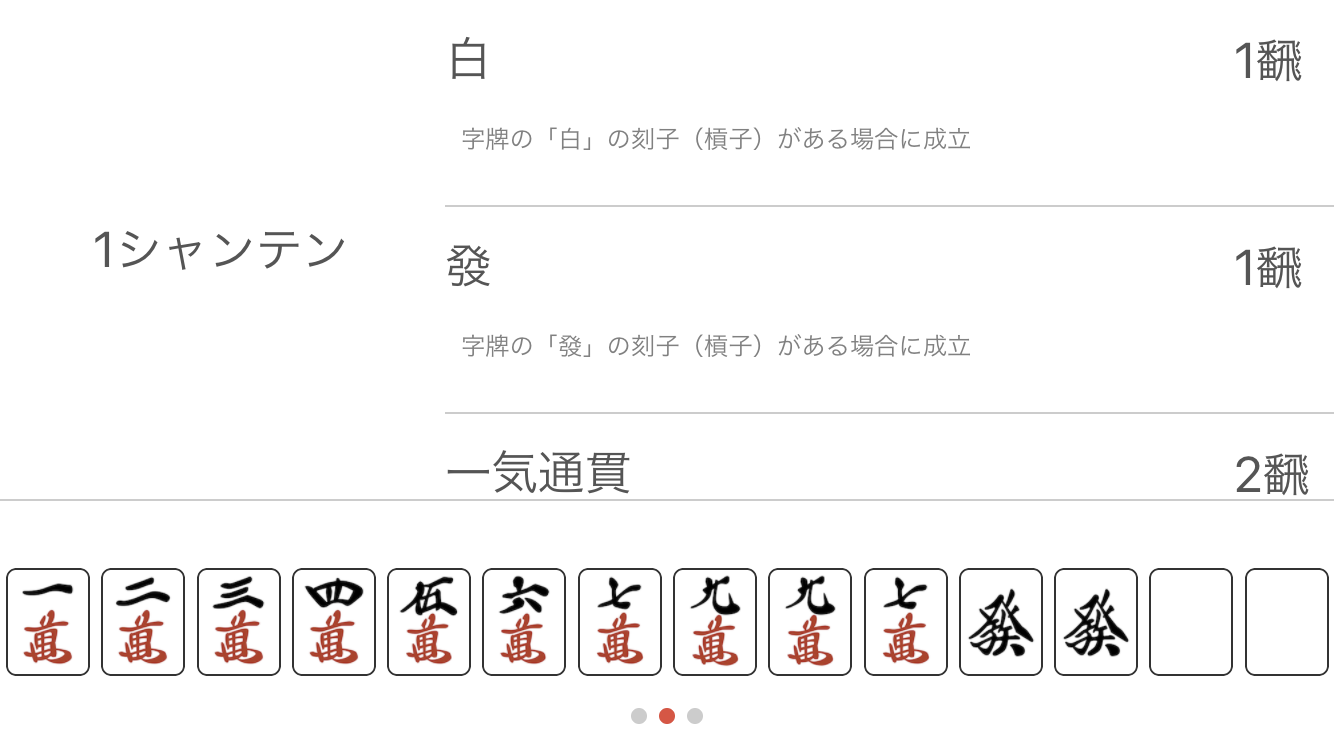 白 1飜
字牌の「白」の刻子（槓子）がある場合に成立
1シャンテン
發 1飜
字牌の「發」の刻子（槓子）がある場合に成立
一気通貫 2飜
一萬 二萬 三萬 四萬 伍萬 六萬 七萬 九萬 九萬 七萬 發 發